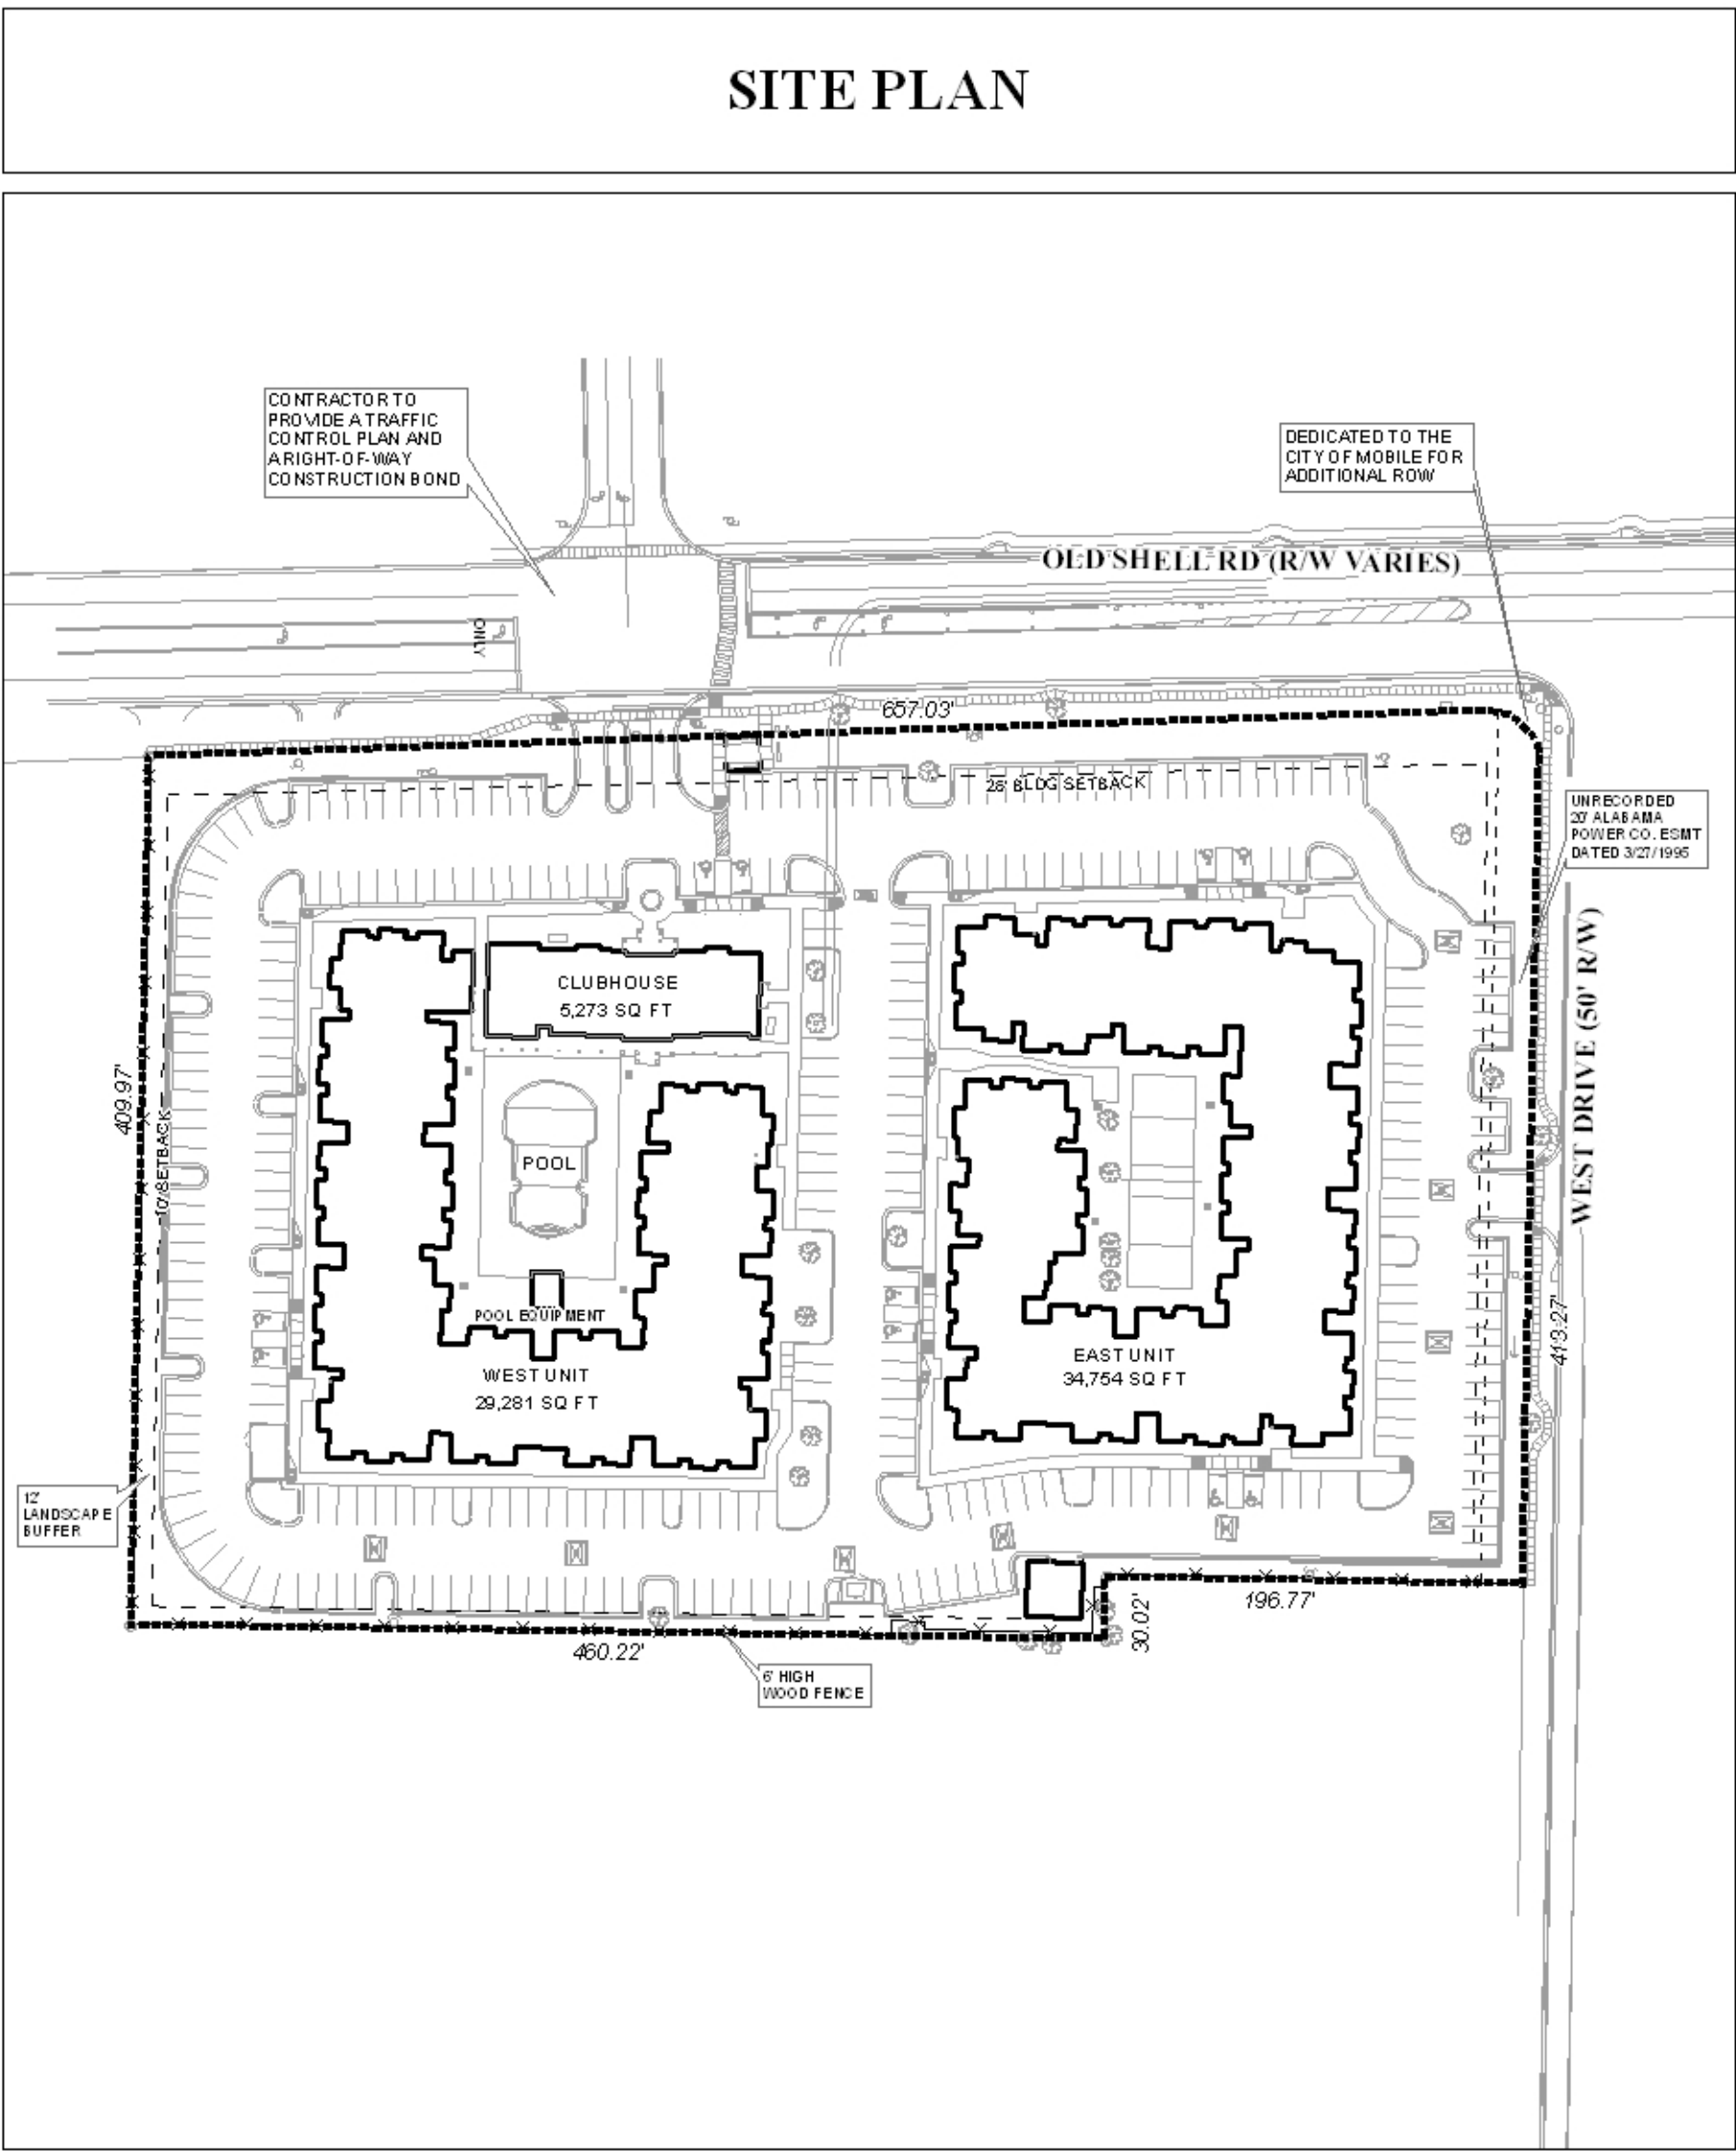 SITE PLAN
CONTRACTOR TO
PROVIDE A TRAFFIC
CONTROL PLAN AND
A RIGHT-OF-WAY
CONSTRUCTION BOND
DEDICATED TO THE
CITY OF MOBILE FOR
ADDITIONAL ROW
OLD SHELL RD (R/W VARIES)
ONLY
657.03'
25' BLDG SETBACK
UNRECORDED
20' ALABAMA
POWER CO. ESMT
DATED 3/27/1995
CLUBHOUSE
5,273 SQ FT
WEST DRIVE (50' R/W)
409.97'
10' SETBACK
POOL
POOL EQUIPMENT
WEST UNIT
29,281 SQ FT
EAST UNIT
34,754 SQ FT
413.27'
12'
LANDSCAPE
BUFFER
196.77'
30.02'
460.22'
6' HIGH
WOOD FENCE